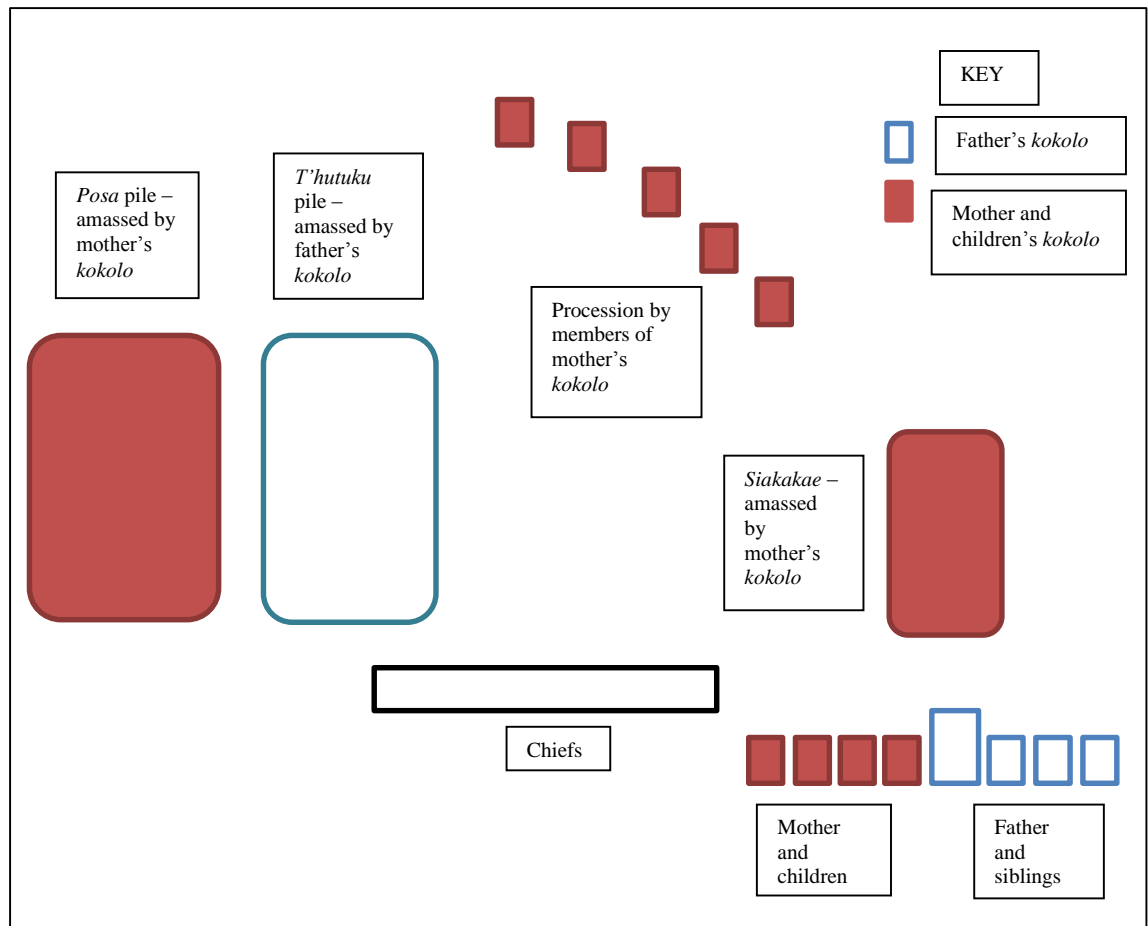 KEY
Father's kokolo
Mother and
children's kokolo
Posa pile –
amassed by
mother's
kokolo
T'hutuku
pile –
amassed by
father's
kokolo
Procession by
members of
mother's
kokolo
Siakakae –
amassed
by
mother's
kokolo
Chiefs
Mother
and
children
Father
and
siblings